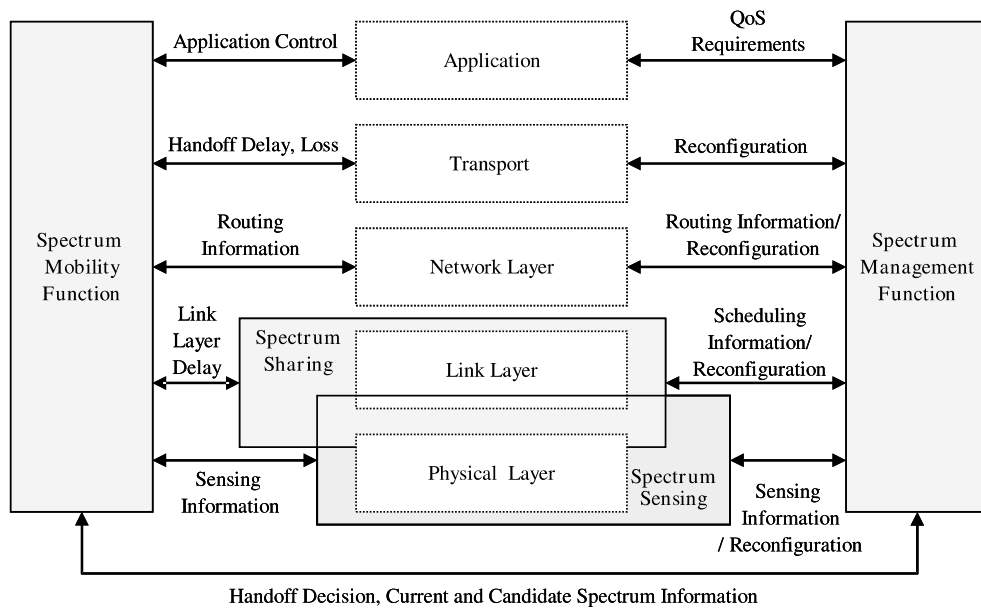 Application Control
Application
QoS
Requirements
Handoff Delay, Loss
Transport
Reconfiguration
Spectrum
Mobility
Function
Routing
Information
Network Layer
Routing Information/
Reconfiguration
Spectrum
Management
Function
Link
Layer
Delay
Spectrum
Sharing
Link Layer
Scheduling
Information/
Reconfiguration
Sensing
Information
Physical Layer
Spectrum
Sensing
Sensing
Information
/ Reconfiguration
Handoff Decision, Current and Candidate Spectrum Information